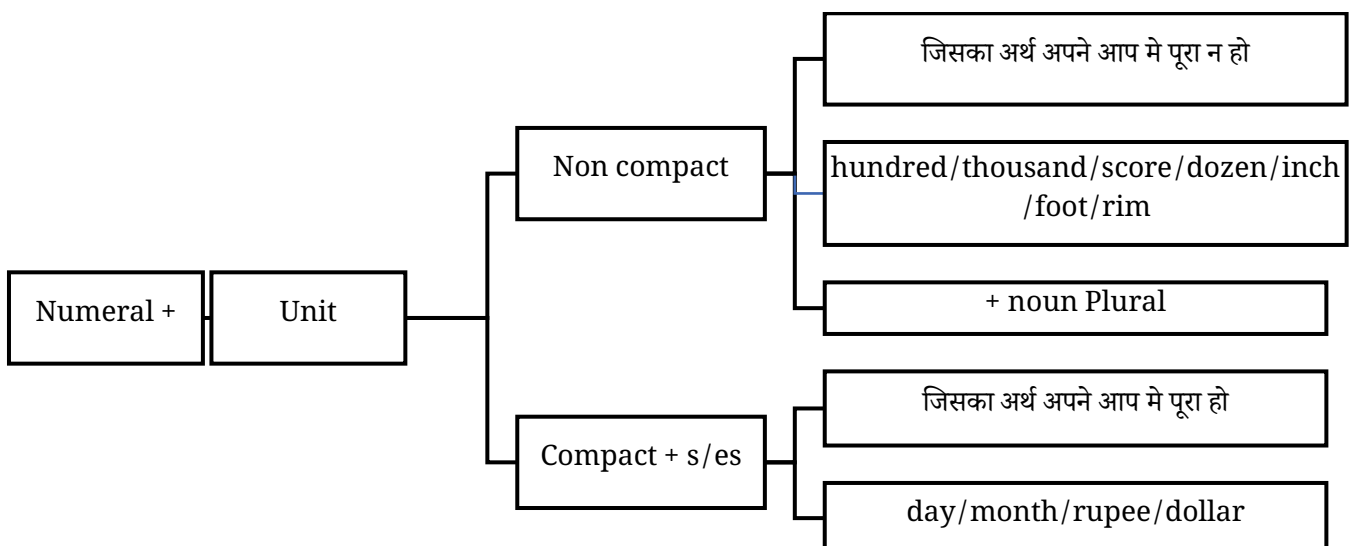 जिसका अर्थ अपने आप मे पूरा न हो
Non compact
hundred/thousand/score/dozen/inch
/foot/rim
Numeral +
Unit
+ noun Plural
जिसका अर्थ अपने आप मे पूरा हो
Compact + s/es
day/month/rupee/dollar